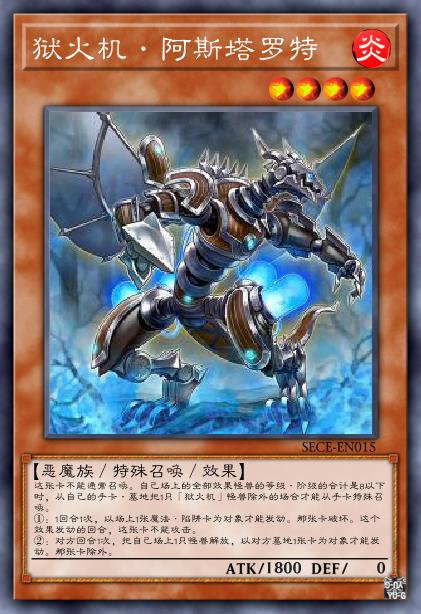 狱火机·阿斯塔罗特
炎
SECE-EN015
【恶魔族/特殊召唤/效果】
这张卡不能通常召唤。自己场上的全部效果怪兽的等级·阶级的合计是8以下
时，从自己的手卡·墓地把1只「狱火机」怪兽除外的场合才能从手卡特殊召
唤。
①：1回合1次，以场上1张魔法·陷阱卡为对象才能发动。那张卡破坏。这个
效果发动的回合，这张卡不能攻击。
②：对方回合1次，把自己场上1只怪兽解放，以对方墓地1张卡为对象才能发
动。那张卡除外。
ATK/1800 DEF/ 0